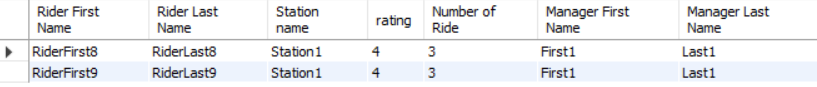 Rider First Name Rider Last Name Station name rating Number of Ride Manager First Name Manager Last Name
RiderFirst8 RiderLast8 Station1 4 3 First1 Last1
RiderFirst9 RiderLast9 Station1 4 3 First1 Last1